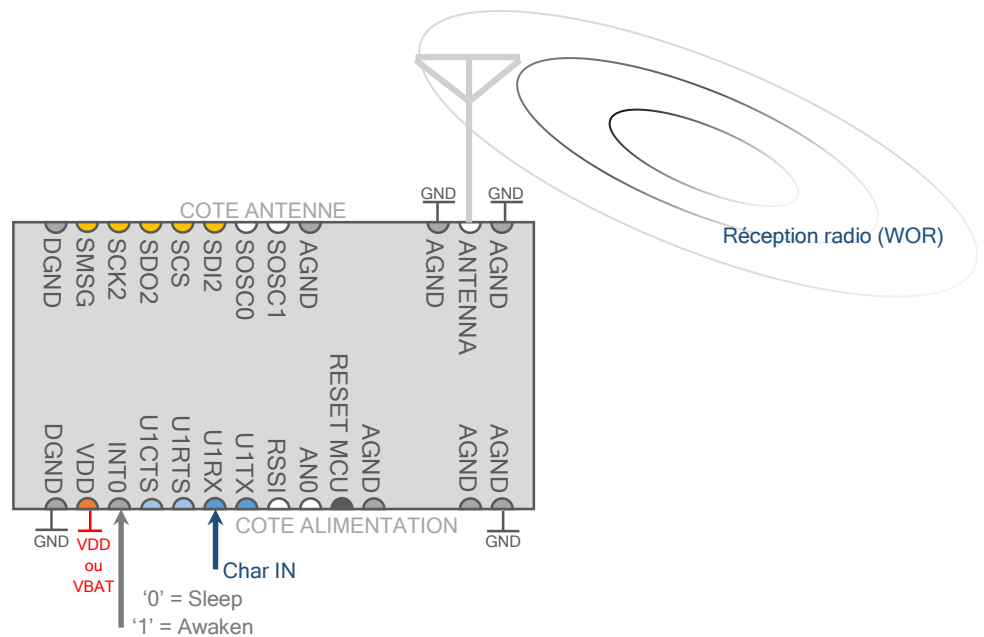 GND
GND
COTE ANTENNE
DGND
SMSG
SCK2
SDO2
SCS
SDI2
SOSC0
SOSC1
AGND
AGND
ANTENNA
AGND
Réception radio (WOR)
DGND
VDD
INT0
U1CTS
U1RTS
U1RX
U1TX
RSSI
AN0
RESET MCU
AGND
AGND
AGND
COTE ALIMENTATION
GND
VDD
ou
VBAT
GND
Char IN
‘0’ = Sleep
‘1’ = Awaken